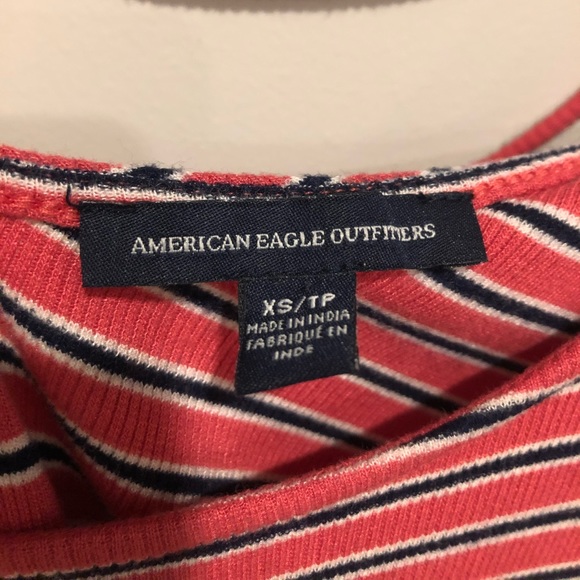 AMERICAN EAGLE OUTFITTERS
XS/TP
MADE IN INDIA
FABRIQUÉ EN
INDE